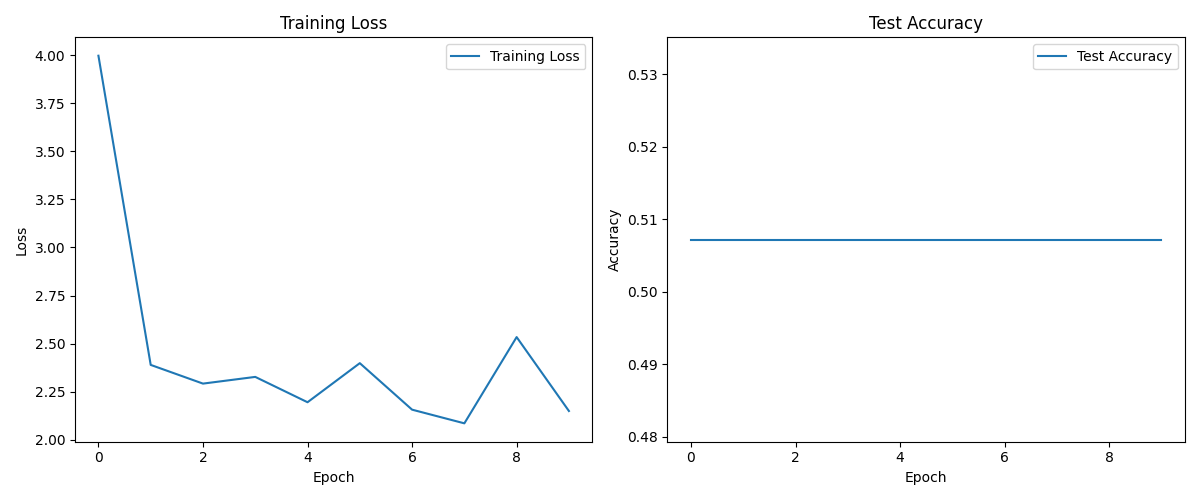 Training Loss
Training Loss
4.00
3.75
3.50
3.25
3.00
2.75
2.50
2.25
2.00
Loss
0 2 4 6 8
Epoch
Test Accuracy
Test Accuracy
0.53
0.52
0.51
0.50
0.49
0.48
Accuracy
0 2 4 6 8
Epoch